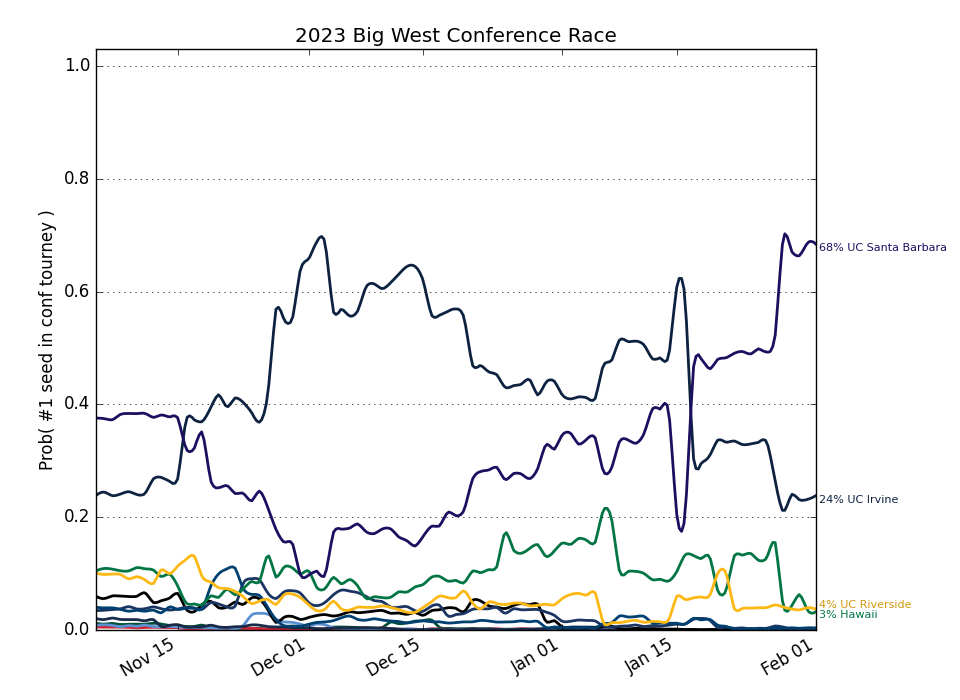 2023 Big West Conference Race
Prob( #1 seed in conf tourney )
1.0
0.8
0.6
0.4
0.2
0.0
68% UC Santa Barbara
24% UC Irvine
4% UC Riverside
3% Hawaii
Nov 15
Dec 01
Dec 15
Jan 01
Jan 15
Feb 01